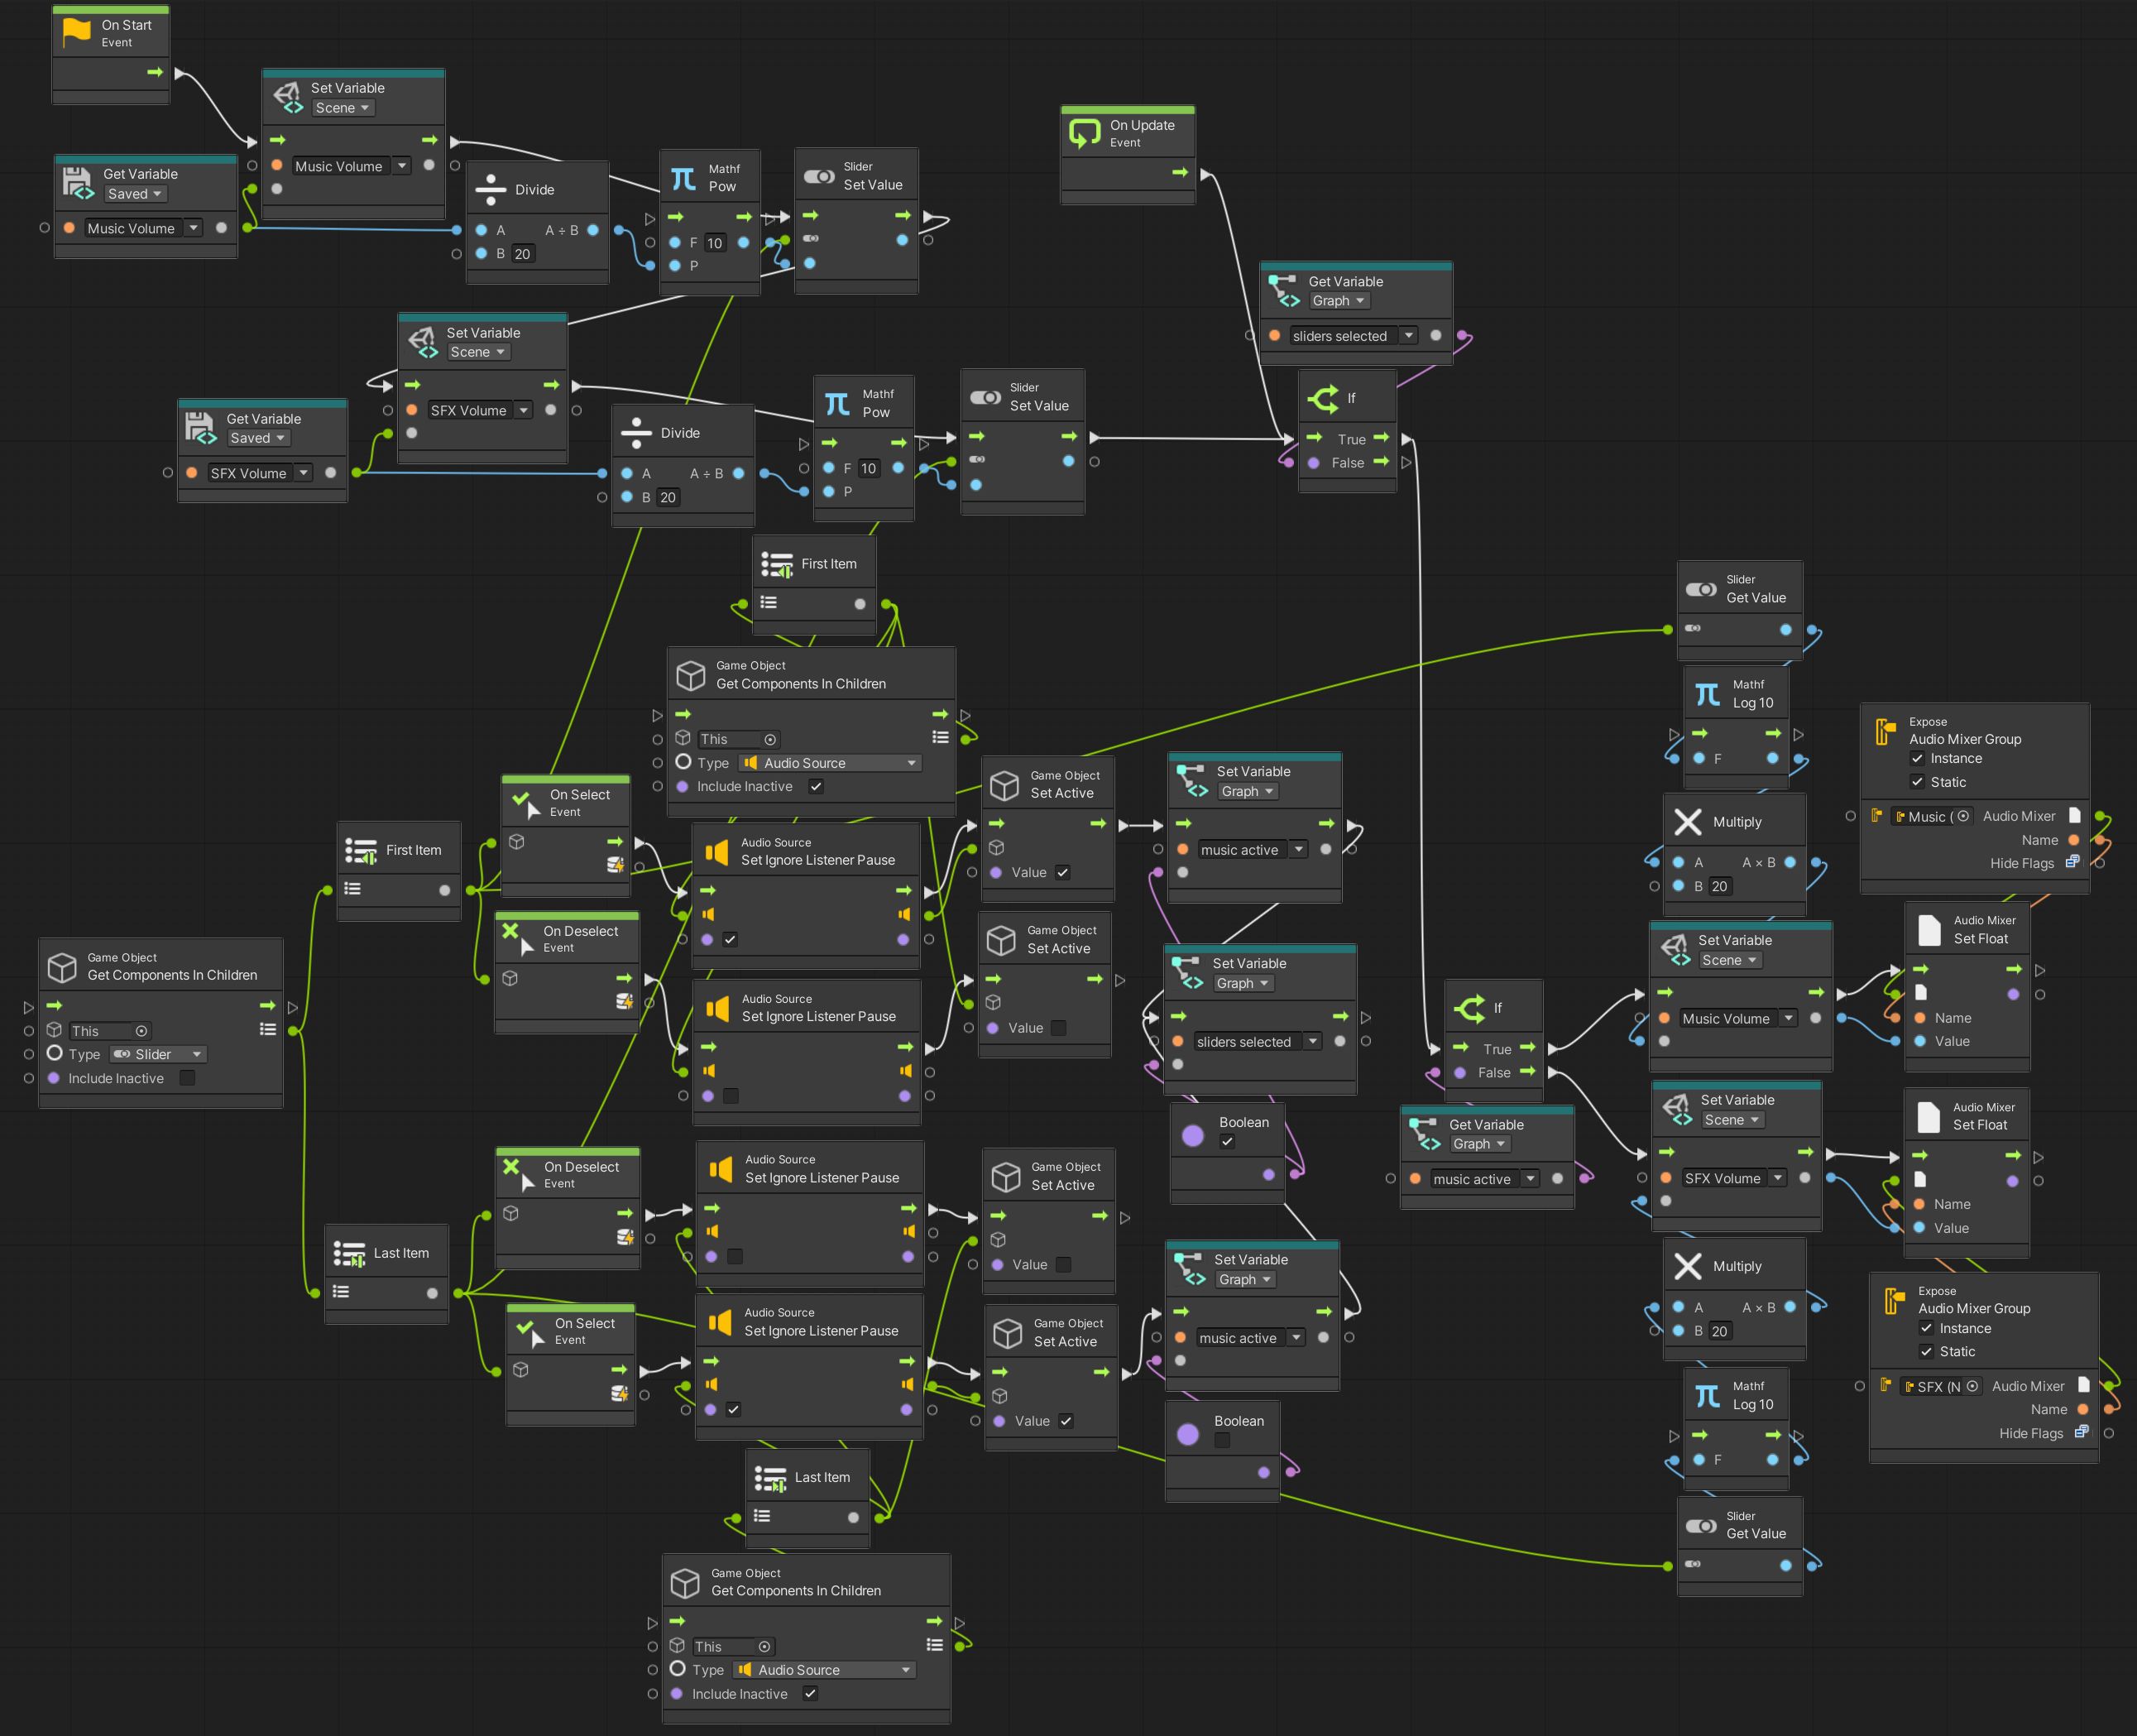 On Start
Event
Set Variable
Scene
Music Volume
Get Variable
Saved
Music Volume
Divide
A A ÷ B
B 20
Mathf
Pow
F 10
P
Slider
Set Value
On Update
Event
Get Variable
Graph
sliders selected
If
True
False
Set Variable
Scene
SFX Volume
Get Variable
Saved
SFX Volume
Divide
A A ÷ B
B 20
Mathf
Pow
F 10
P
Slider
Set Value
First Item
Game Object
Get Components In Children
This
Type Audio Source
Include Inactive
Slider
Get Value
Mathf
Log 10
F
Multiply
A A × B
B 20
Expose
Audio Mixer Group
Instance
Static
Music ( Audio Mixer
Name
Hide Flags
First Item
On Select
Event
On Deselect
Event
Audio Source
Set Ignore Listener Pause
Audio Source
Set Ignore Listener Pause
Game Object
Set Active
Value
Game Object
Set Active
Value
Set Variable
Graph
music active
Set Variable
Graph
sliders selected
Boolean
Game Object
Get Components In Children
This
Type Slider
Include Inactive
If
True
False
Get Variable
Graph
music active
Set Variable
Scene
Music Volume
Audio Mixer
Set Float
Name
Value
Set Variable
Scene
SFX Volume
Audio Mixer
Set Float
Name
Value
Last Item
On Deselect
Event
On Select
Event
Audio Source
Set Ignore Listener Pause
Audio Source
Set Ignore Listener Pause
Game Object
Set Active
Value
Game Object
Set Active
Value
Set Variable
Graph
music active
Boolean
Multiply
A A × B
B 20
Mathf
Log 10
F
Slider
Get Value
Expose
Audio Mixer Group
Instance
Static
SFX (N Audio Mixer
Name
Hide Flags
Last Item
Game Object
Get Components In Children
This
Type Audio Source
Include Inactive